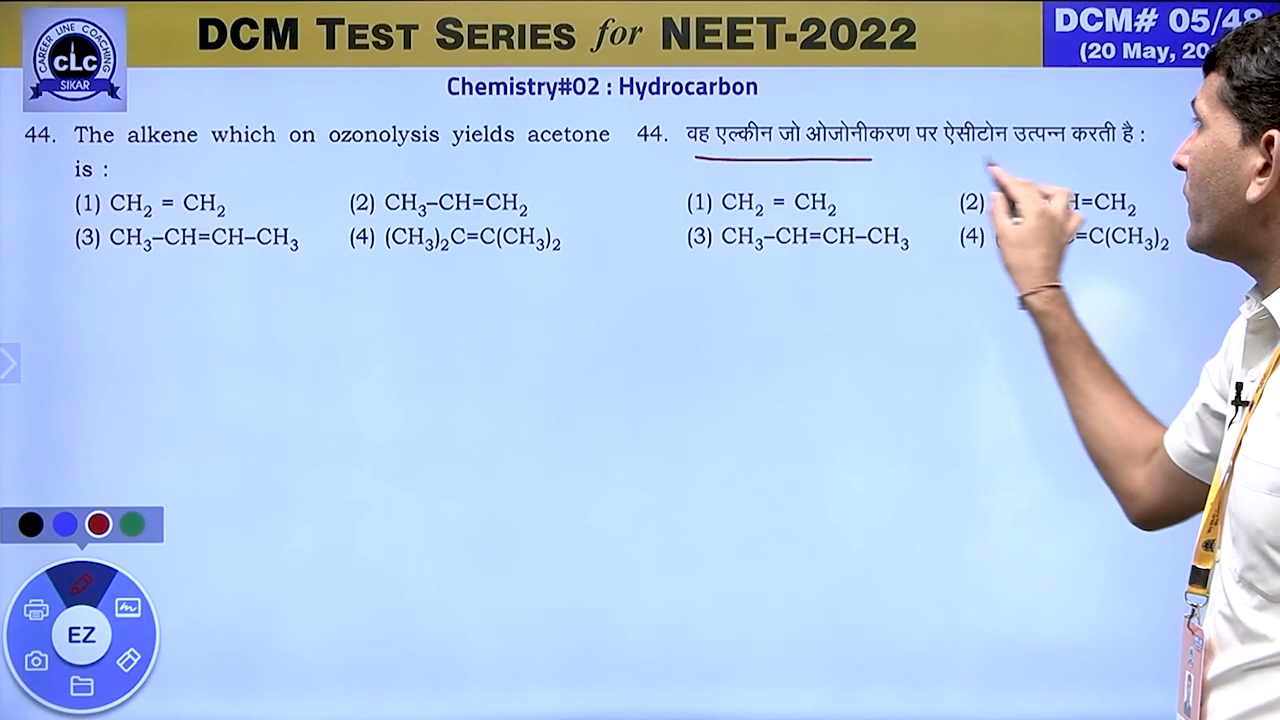 CAREER LINE COACHING
CLC
SIKAR
DCM TEST SERIES for NEET-2022
DCM# 05/48
(20 May, 20
Chemistry#02 : Hydrocarbon
44. The alkene which on ozonolysis yields acetone
is :
(1) CH₂ = CH₂ (2) CH₃–CH=CH₂
(3) CH₃–CH=CH–CH₃ (4) (CH₃)₂C=C(CH₃)₂
44. वह एल्कीन जो ओजोनीकरण पर ऐसीटोन उत्पन्न करती है :
(1) CH₂ = CH₂ (2) H=CH₂
(3) CH₃–CH=CH–CH₃ (4) =C(CH₃)₂
EZ